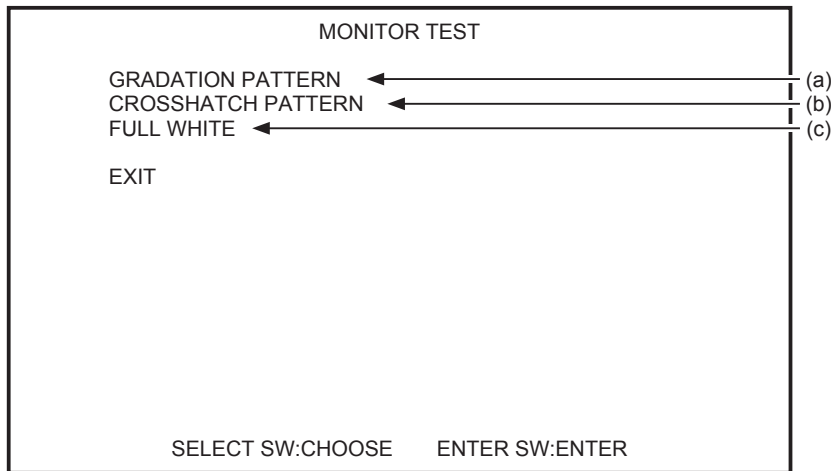 MONITOR TEST
GRADATION PATTERN (a)
CROSSHATCH PATTERN (b)
FULL WHITE (c)
EXIT
SELECT SW:CHOOSE ENTER SW:ENTER